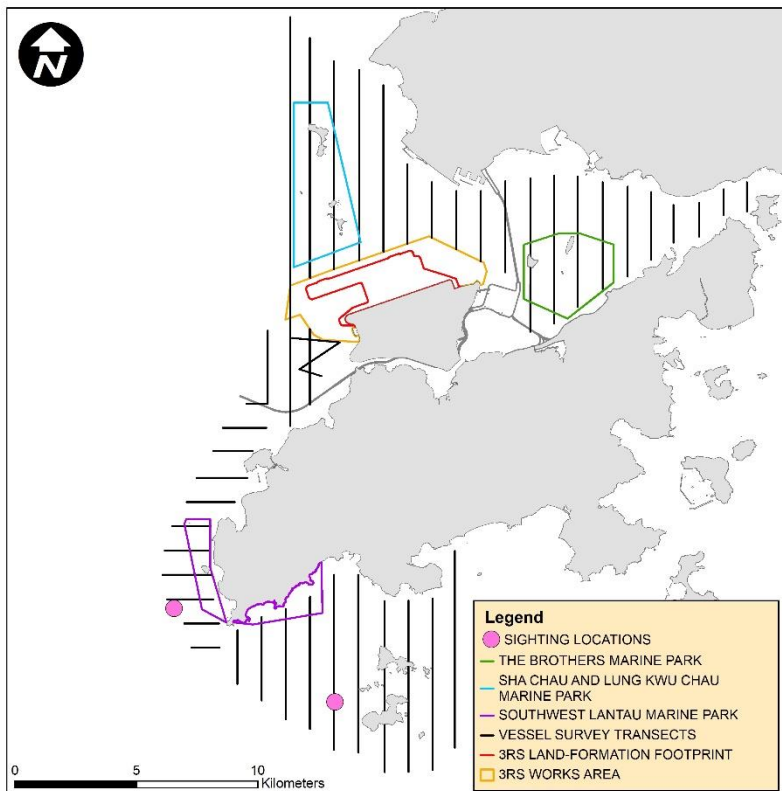 N
Legend
SIGHTING LOCATIONS
THE BROTHERS MARINE PARK
SHA CHAU AND LUNG KWU CHAU
MARINE PARK
SOUTHWEST LANTAU MARINE PARK
VESSEL SURVEY TRANSECTS
3RS LAND-FORMATION FOOTPRINT
3RS WORKS AREA
0 5 10
Kilometers